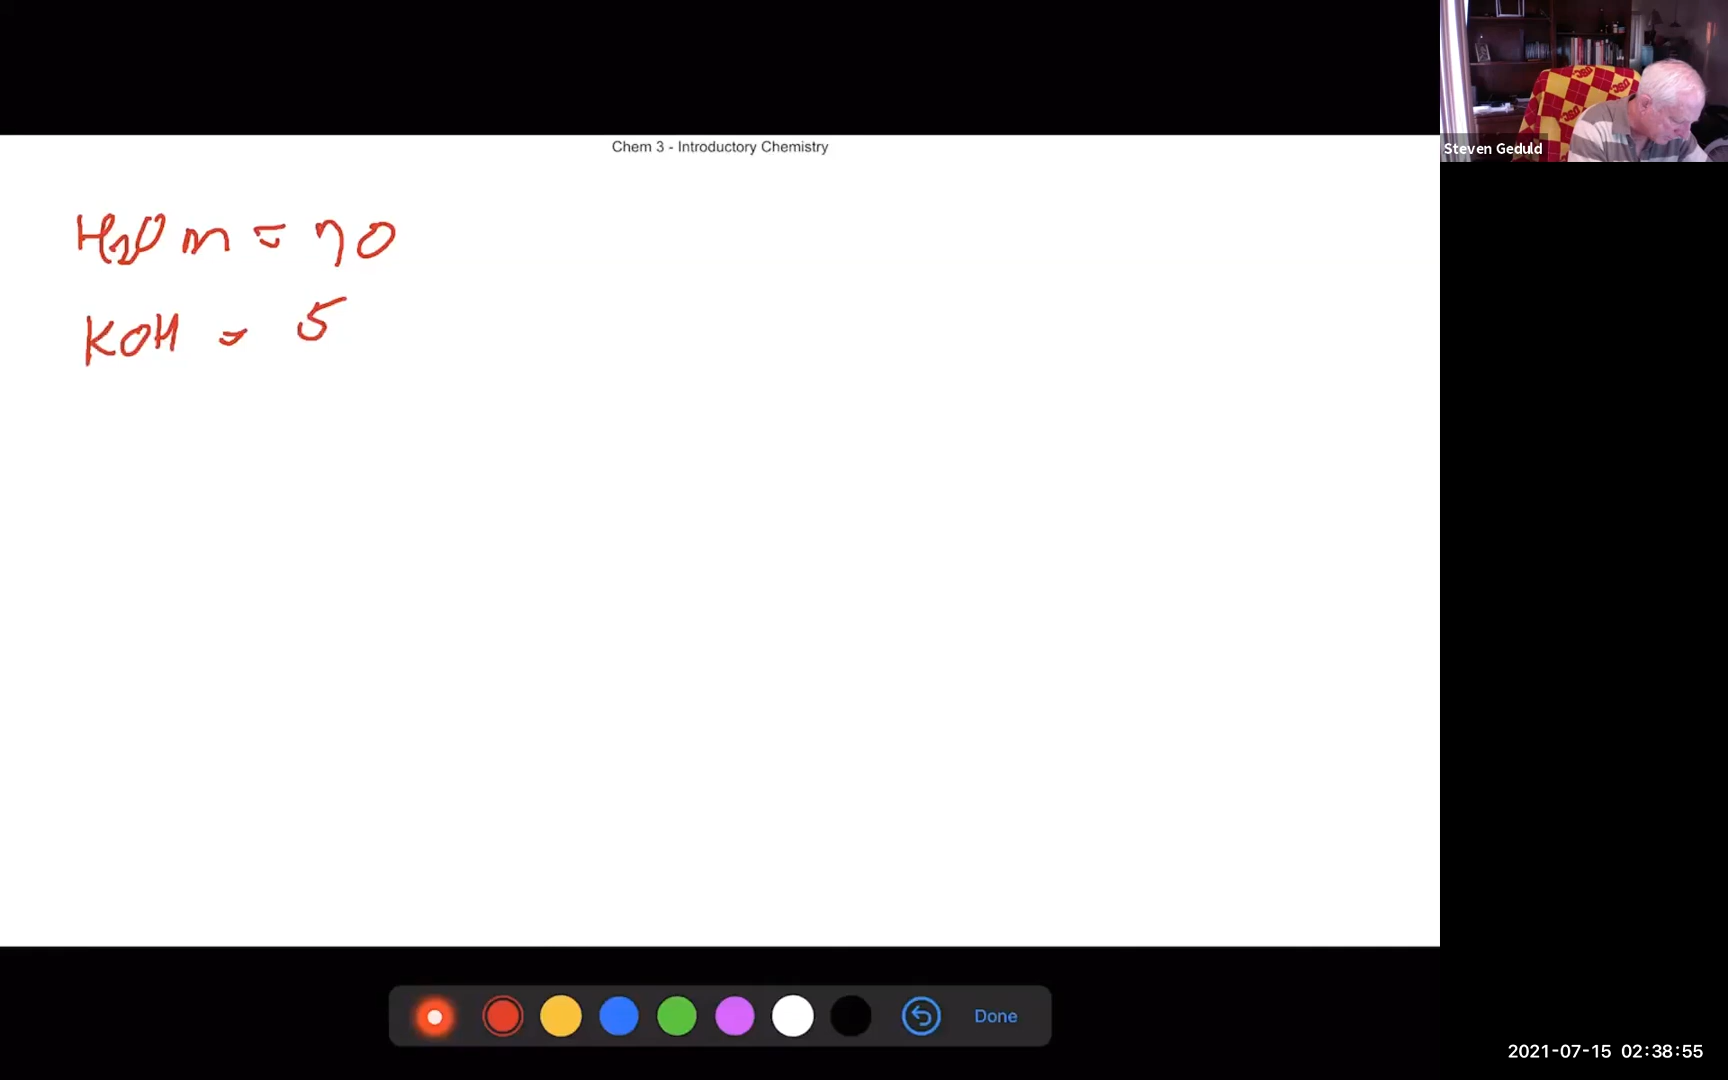 Chem 3 - Introductory Chemistry
Steven Geduld
H₂O m = 70
KOH = 5
Done
2021-07-15 02:38:55